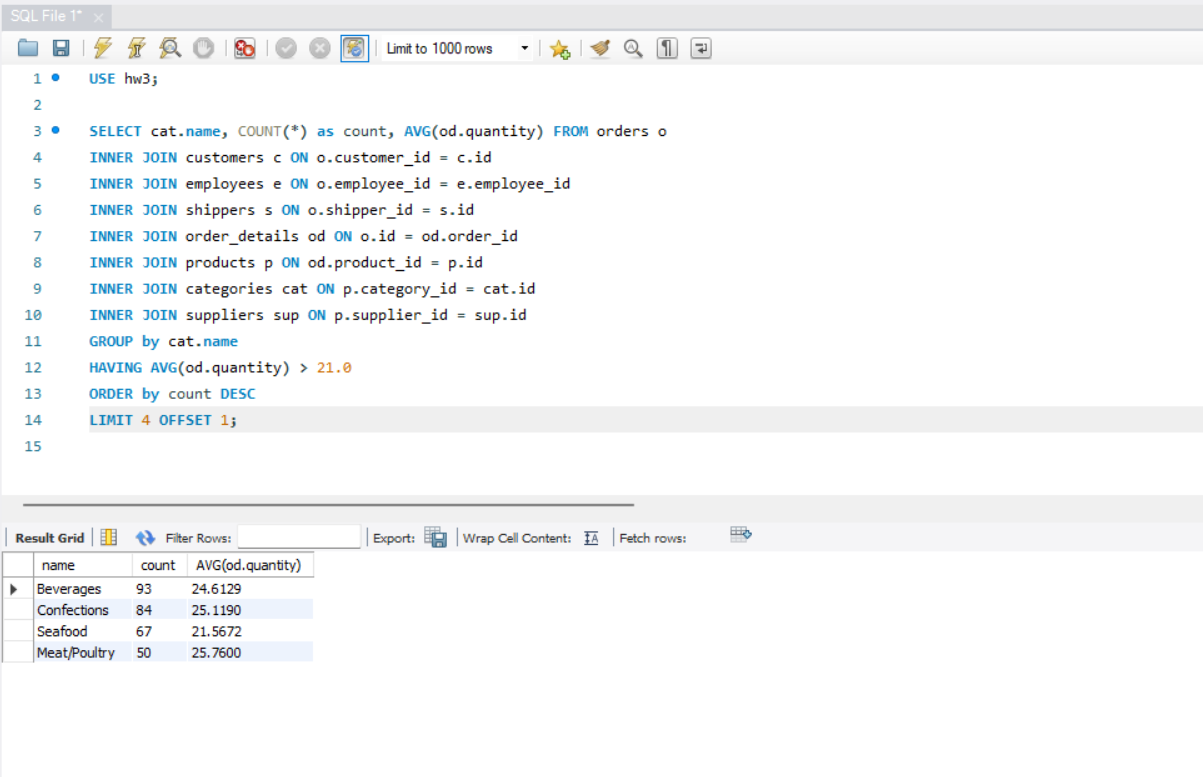 SQL File 1*
Limit to 1000 rows
1 USE hw3;
2
3 SELECT cat.name, COUNT(*) as count, AVG(od.quantity) FROM orders o
4 INNER JOIN customers c ON o.customer_id = c.id
5 INNER JOIN employees e ON o.employee_id = e.employee_id
6 INNER JOIN shippers s ON o.shipper_id = s.id
7 INNER JOIN order_details od ON o.id = od.order_id
8 INNER JOIN products p ON od.product_id = p.id
9 INNER JOIN categories cat ON p.category_id = cat.id
10 INNER JOIN suppliers sup ON p.supplier_id = sup.id
11 GROUP by cat.name
12 HAVING AVG(od.quantity) > 21.0
13 ORDER by count DESC
14 LIMIT 4 OFFSET 1;
15
Result Grid Filter Rows: Export: Wrap Cell Content: IA Fetch rows:
name count AVG(od.quantity)
Beverages 93 24.6129
Confections 84 25.1190
Seafood 67 21.5672
Meat/Poultry 50 25.7600